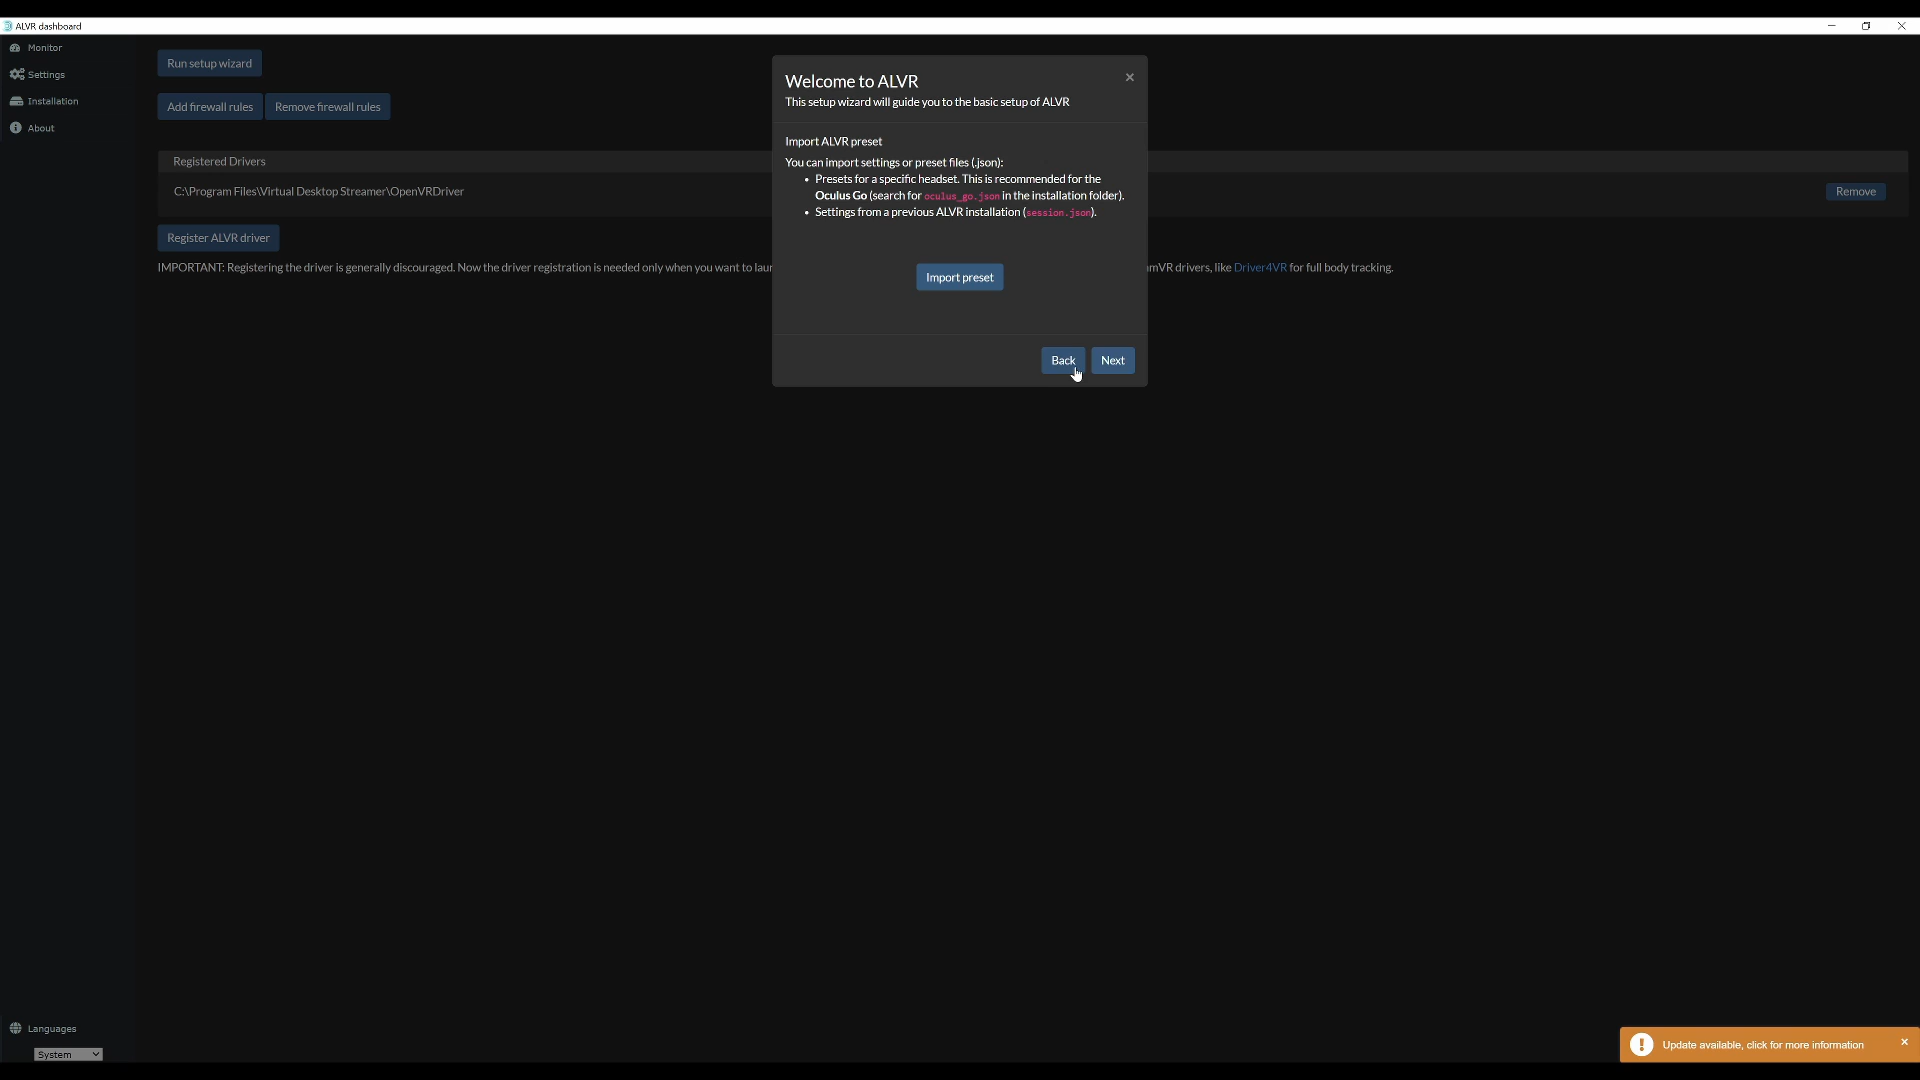 ALVR dashboard
Monitor
Settings
Installation
About
Run setup wizard
Add firewall rules
Remove firewall rules
Registered Drivers
C:\Program Files\Virtual Desktop Streamer\OpenVRDriver
Remove
Register ALVR driver
IMPORTANT: Registering the driver is generally discouraged. Now the driver registration is needed only when you want to lau
mVR drivers, like Driver4VR for full body tracking.
Welcome to ALVR
This setup wizard will guide you to the basic setup of ALVR
Import ALVR preset
You can import settings or preset files (.json):
• Presets for a specific headset. This is recommended for the
Oculus Go (search for oculus_go.json in the installation folder).
• Settings from a previous ALVR installation (session.json).
Import preset
Back
Next
Languages
System
Update available, click for more information